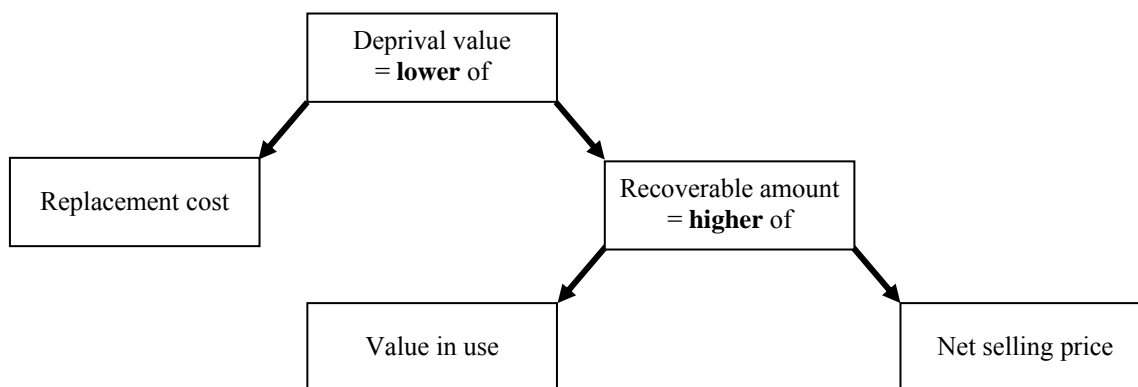 Deprival value
= lower of
Replacement cost
Recoverable amount
= higher of
Value in use
Net selling price